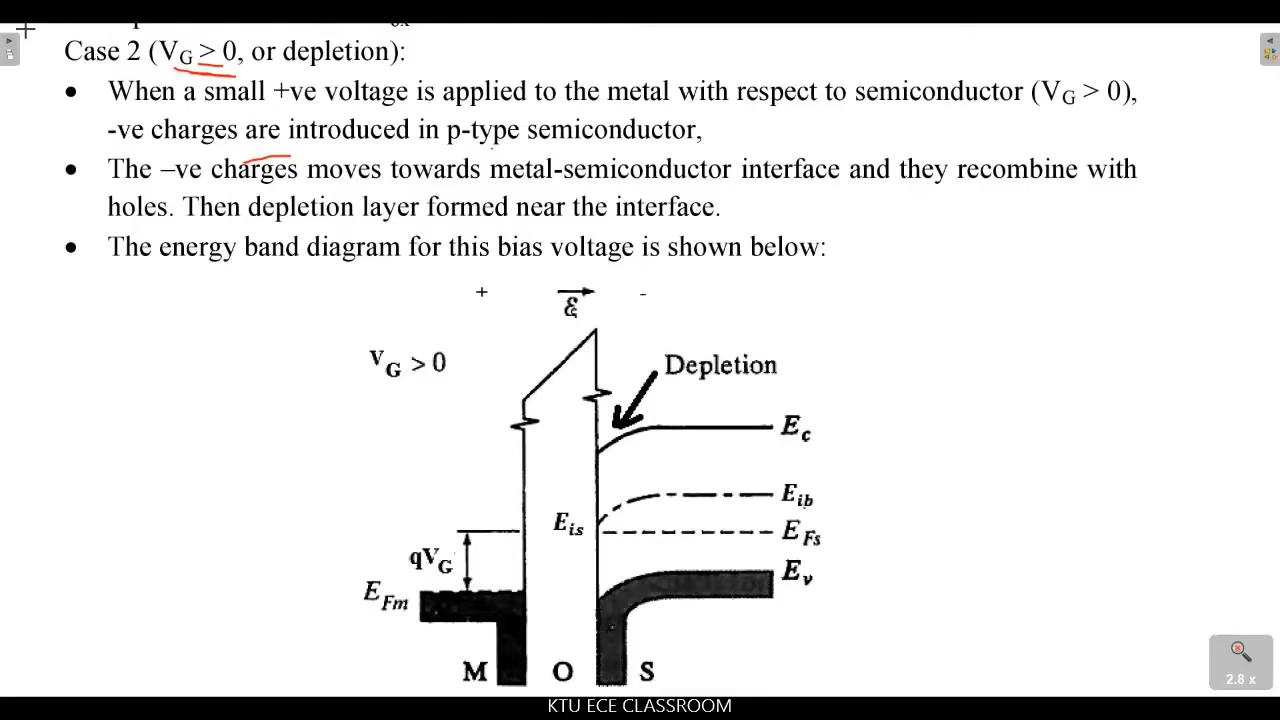 Case 2 (VG > 0, or depletion):
• When a small +ve voltage is applied to the metal with respect to semiconductor (VG > 0),
-ve charges are introduced in p-type semiconductor,
• The –ve charges moves towards metal-semiconductor interface and they recombine with
holes. Then depletion layer formed near the interface.
• The energy band diagram for this bias voltage is shown below:
+ ℰ -
VG > 0
Depletion
Ec
Eib
Eis
EFs
qVG
Ev
EFm
M O S
2.8 x
KTU ECE CLASSROOM